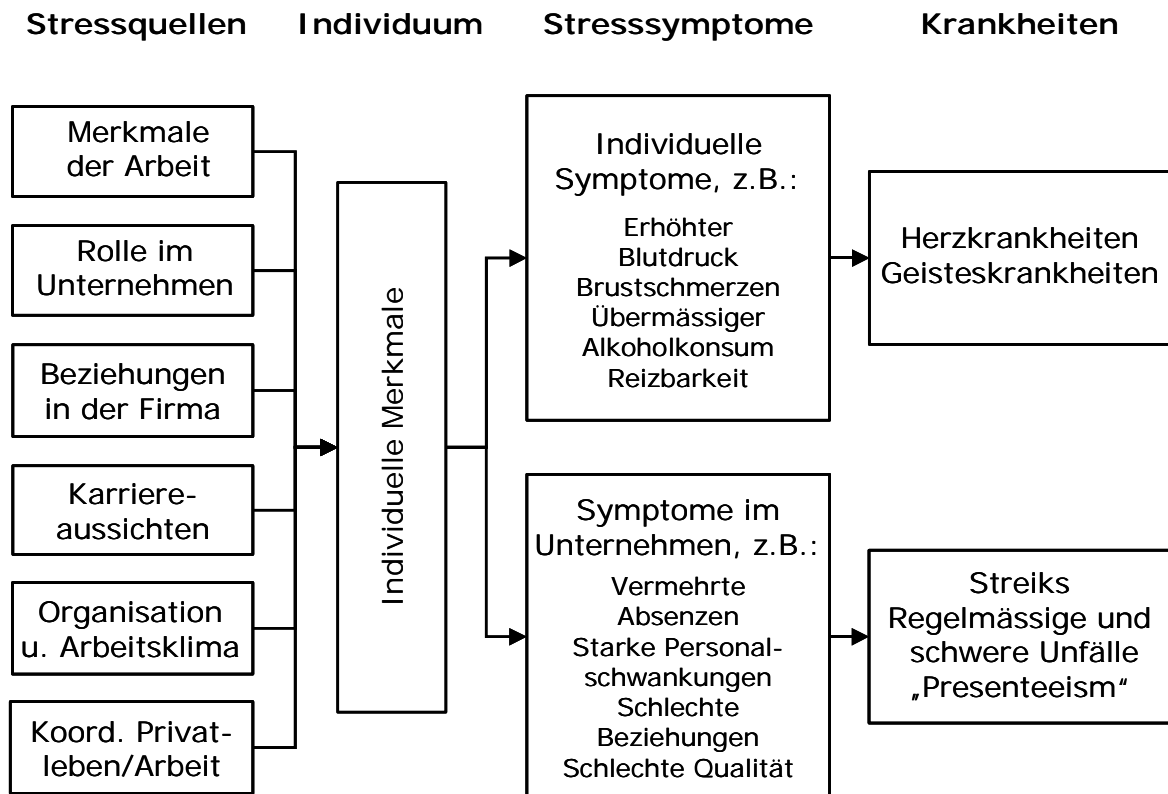 Stressquellen
Individuum
Stresssymptome
Krankheiten
Merkmale
der Arbeit
Rolle im
Unternehmen
Beziehungen
in der Firma
Karriere-
aussichten
Organisation
u. Arbeitsklima
Koord. Privat-
leben/Arbeit
Individuelle Merkmale
Individuelle
Symptome, z.B.:
Erhöhter
Blutdruck
Brustschmerzen
Übermässiger
Alkoholkonsum
Reizbarkeit
Symptome im
Unternehmen, z.B.:
Vermehrte
Absenzen
Starke Personal-
schwankungen
Schlechte
Beziehungen
Schlechte Qualität
Herzkrankheiten
Geisteskrankheiten
Streiks
Regelmässige und
schwere Unfälle
„Presenteeism“